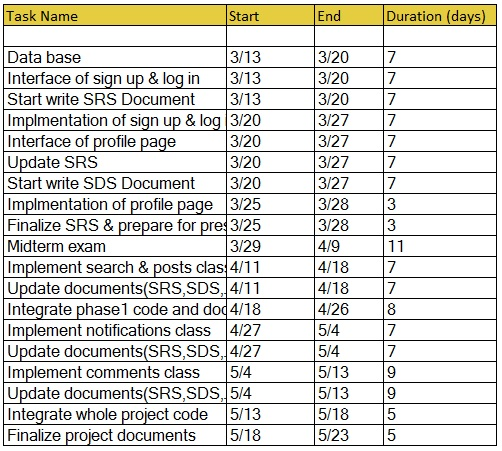 Task Name Start End Duration (days)
Data base 3/13 3/20 7
Interface of sign up & log in 3/13 3/20 7
Start write SRS Document 3/13 3/20 7
Implmentation of sign up & log 3/20 3/27 7
Interface of profile page 3/20 3/27 7
Update SRS 3/20 3/27 7
Start write SDS Document 3/20 3/27 7
Implmentation of profile page 3/25 3/28 3
Finalize SRS & prepare for pres 3/25 3/28 3
Midterm exam 3/29 4/9 11
Implement search & posts clas 4/11 4/18 7
Update documents(SRS,SDS, 4/11 4/18 7
Integrate phase1 code and doc 4/18 4/26 8
Implement notifications class 4/27 5/4 7
Update documents(SRS,SDS, 4/27 5/4 7
Implement comments class 5/4 5/13 9
Update documents(SRS,SDS, 5/4 5/13 9
Integrate whole project code 5/13 5/18 5
Finalize project documents 5/18 5/23 5